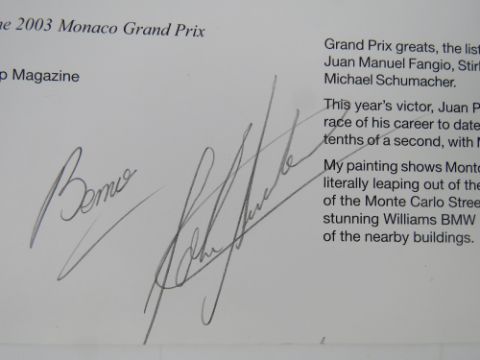 ne 2003 Monaco Grand Prix
p Magazine
Grand Prix greats, the list
Juan Manuel Fangio, Stirl
Michael Schumacher.
This year's victor, Juan P
race of his career to date
tenths of a second, with M
My painting shows Monto
literally leaping out of the
of the Monte Carlo Stree
stunning Williams BMW
of the nearby buildings.
Bernie